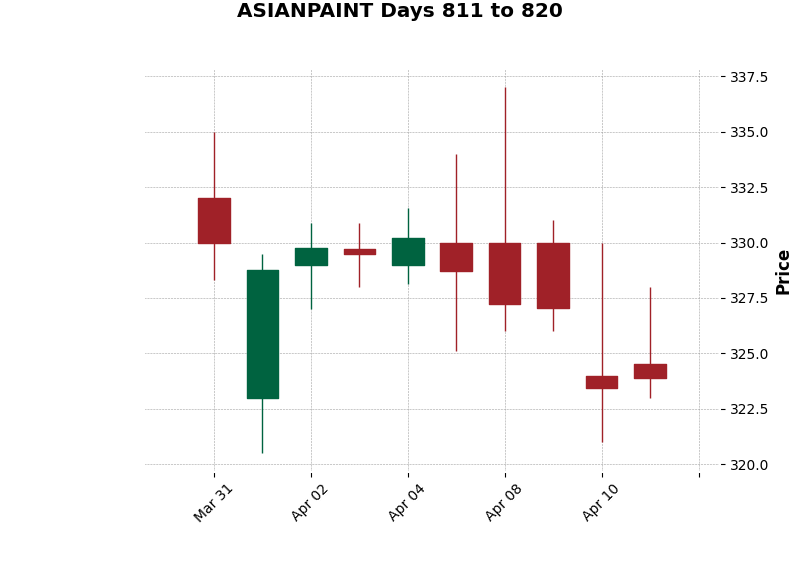 ASIANPAINT Days 811 to 820
337.5
335.0
332.5
330.0
327.5
325.0
322.5
320.0
Price
Mar 31
Apr 02
Apr 04
Apr 08
Apr 10